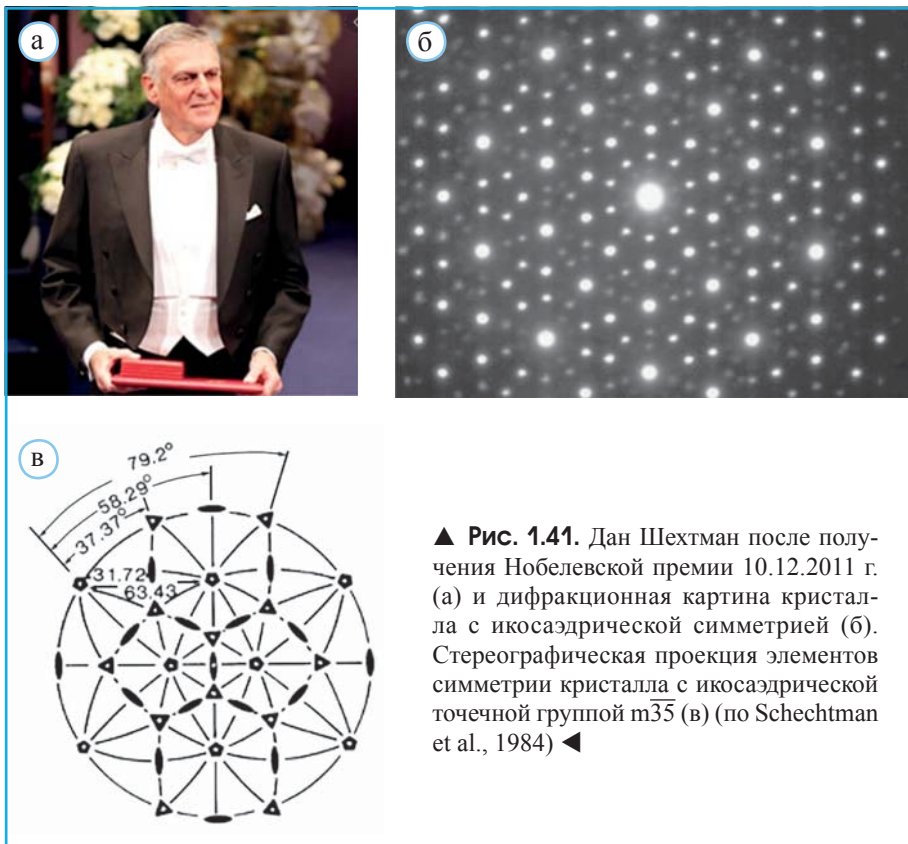 а
б
в
79.2°
58.29°
37.37°
31.72
63.43
▲ Рис. 1.41. Дан Шехтман после полу-
чения Нобелевской премии 10.12.2011 г.
(а) и дифракционная картина кристал-
ла с икосаэдрической симметрией (б).
Стереографическая проекция элементов
симметрии кристалла с икосаэдрической
точечной группой m3̅5̅ (в) (по Schechtman
et al., 1984) ◀